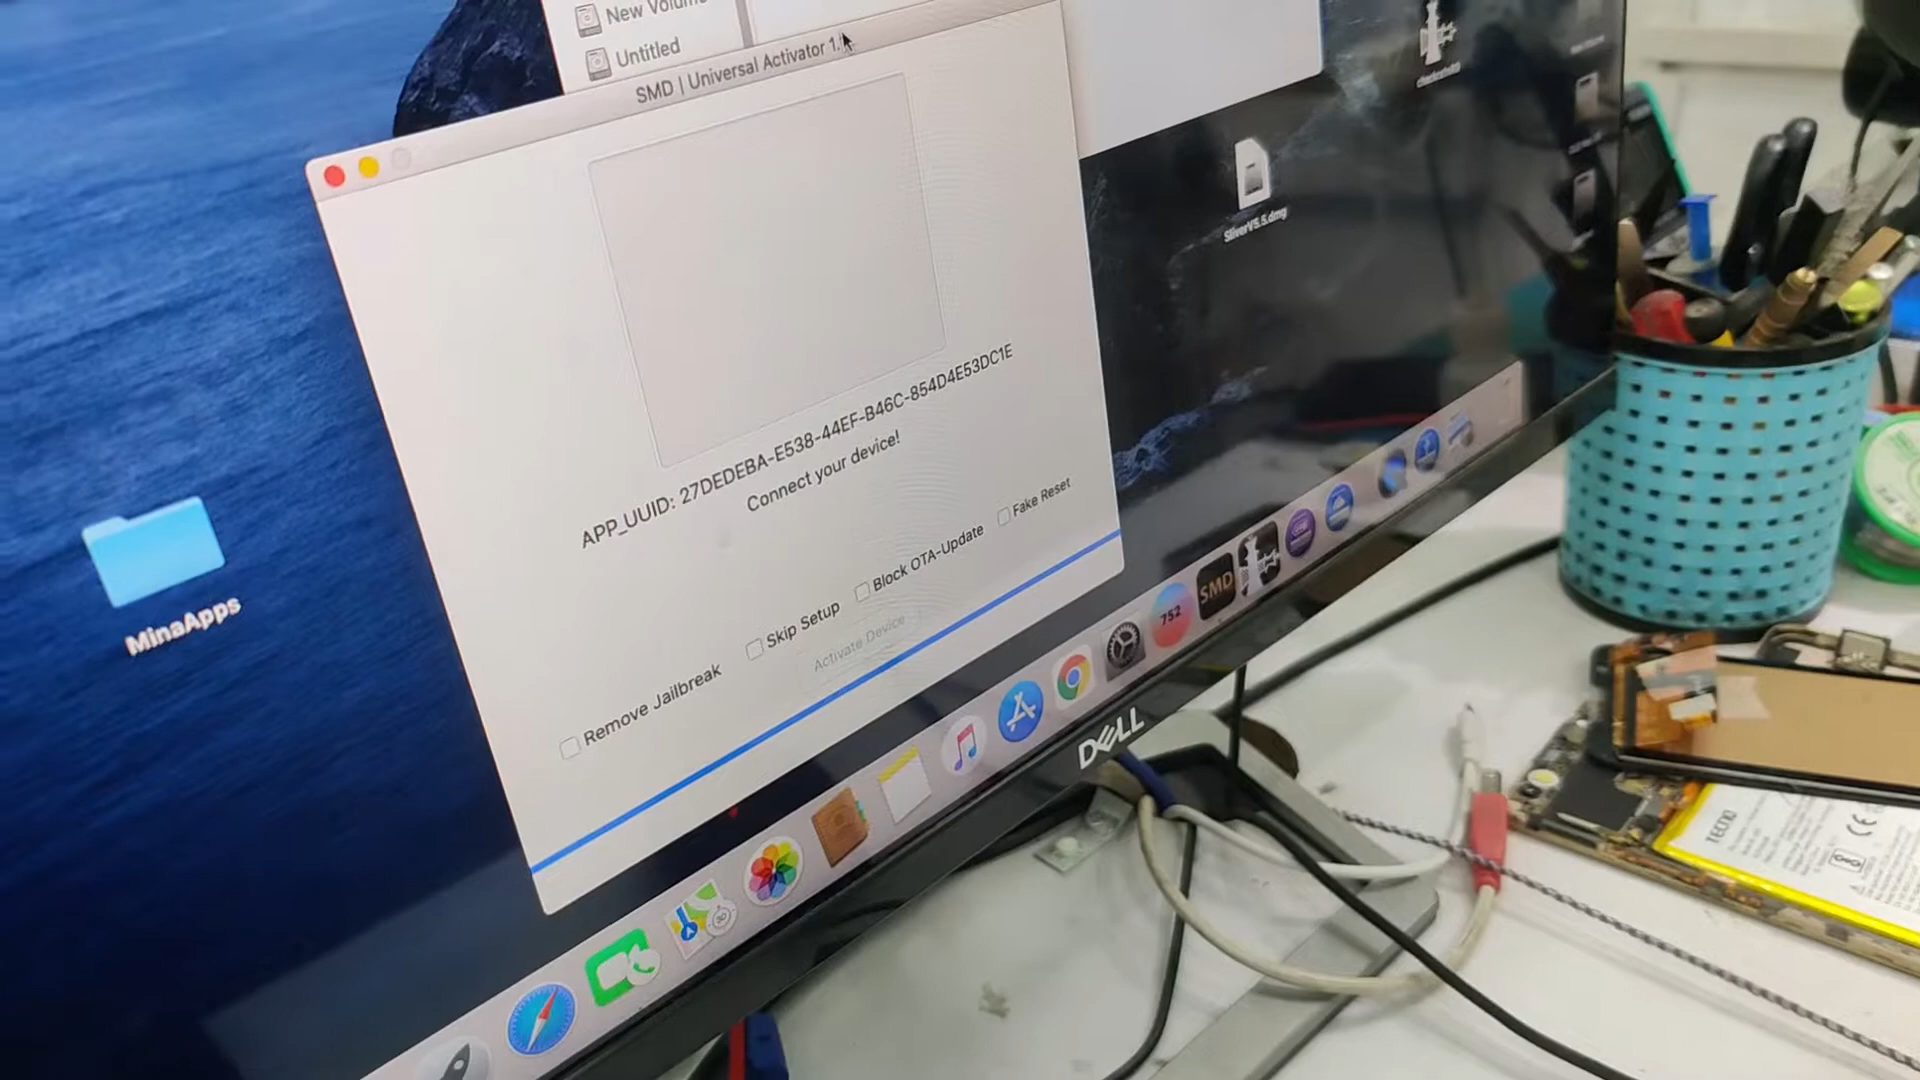 New Volume
Untitled
SMD | Universal Activator 1.
APP_UUID: 27DEDEBA-E538-44EF-B46C-854D4E53DC1E
Connect your device!
Remove Jailbreak
Skip Setup
Block OTA-Update
Fake Reset
Activate Device
MinaApps
SliverV5.5.dmg
752
SMD
DELL
TECNO
CE